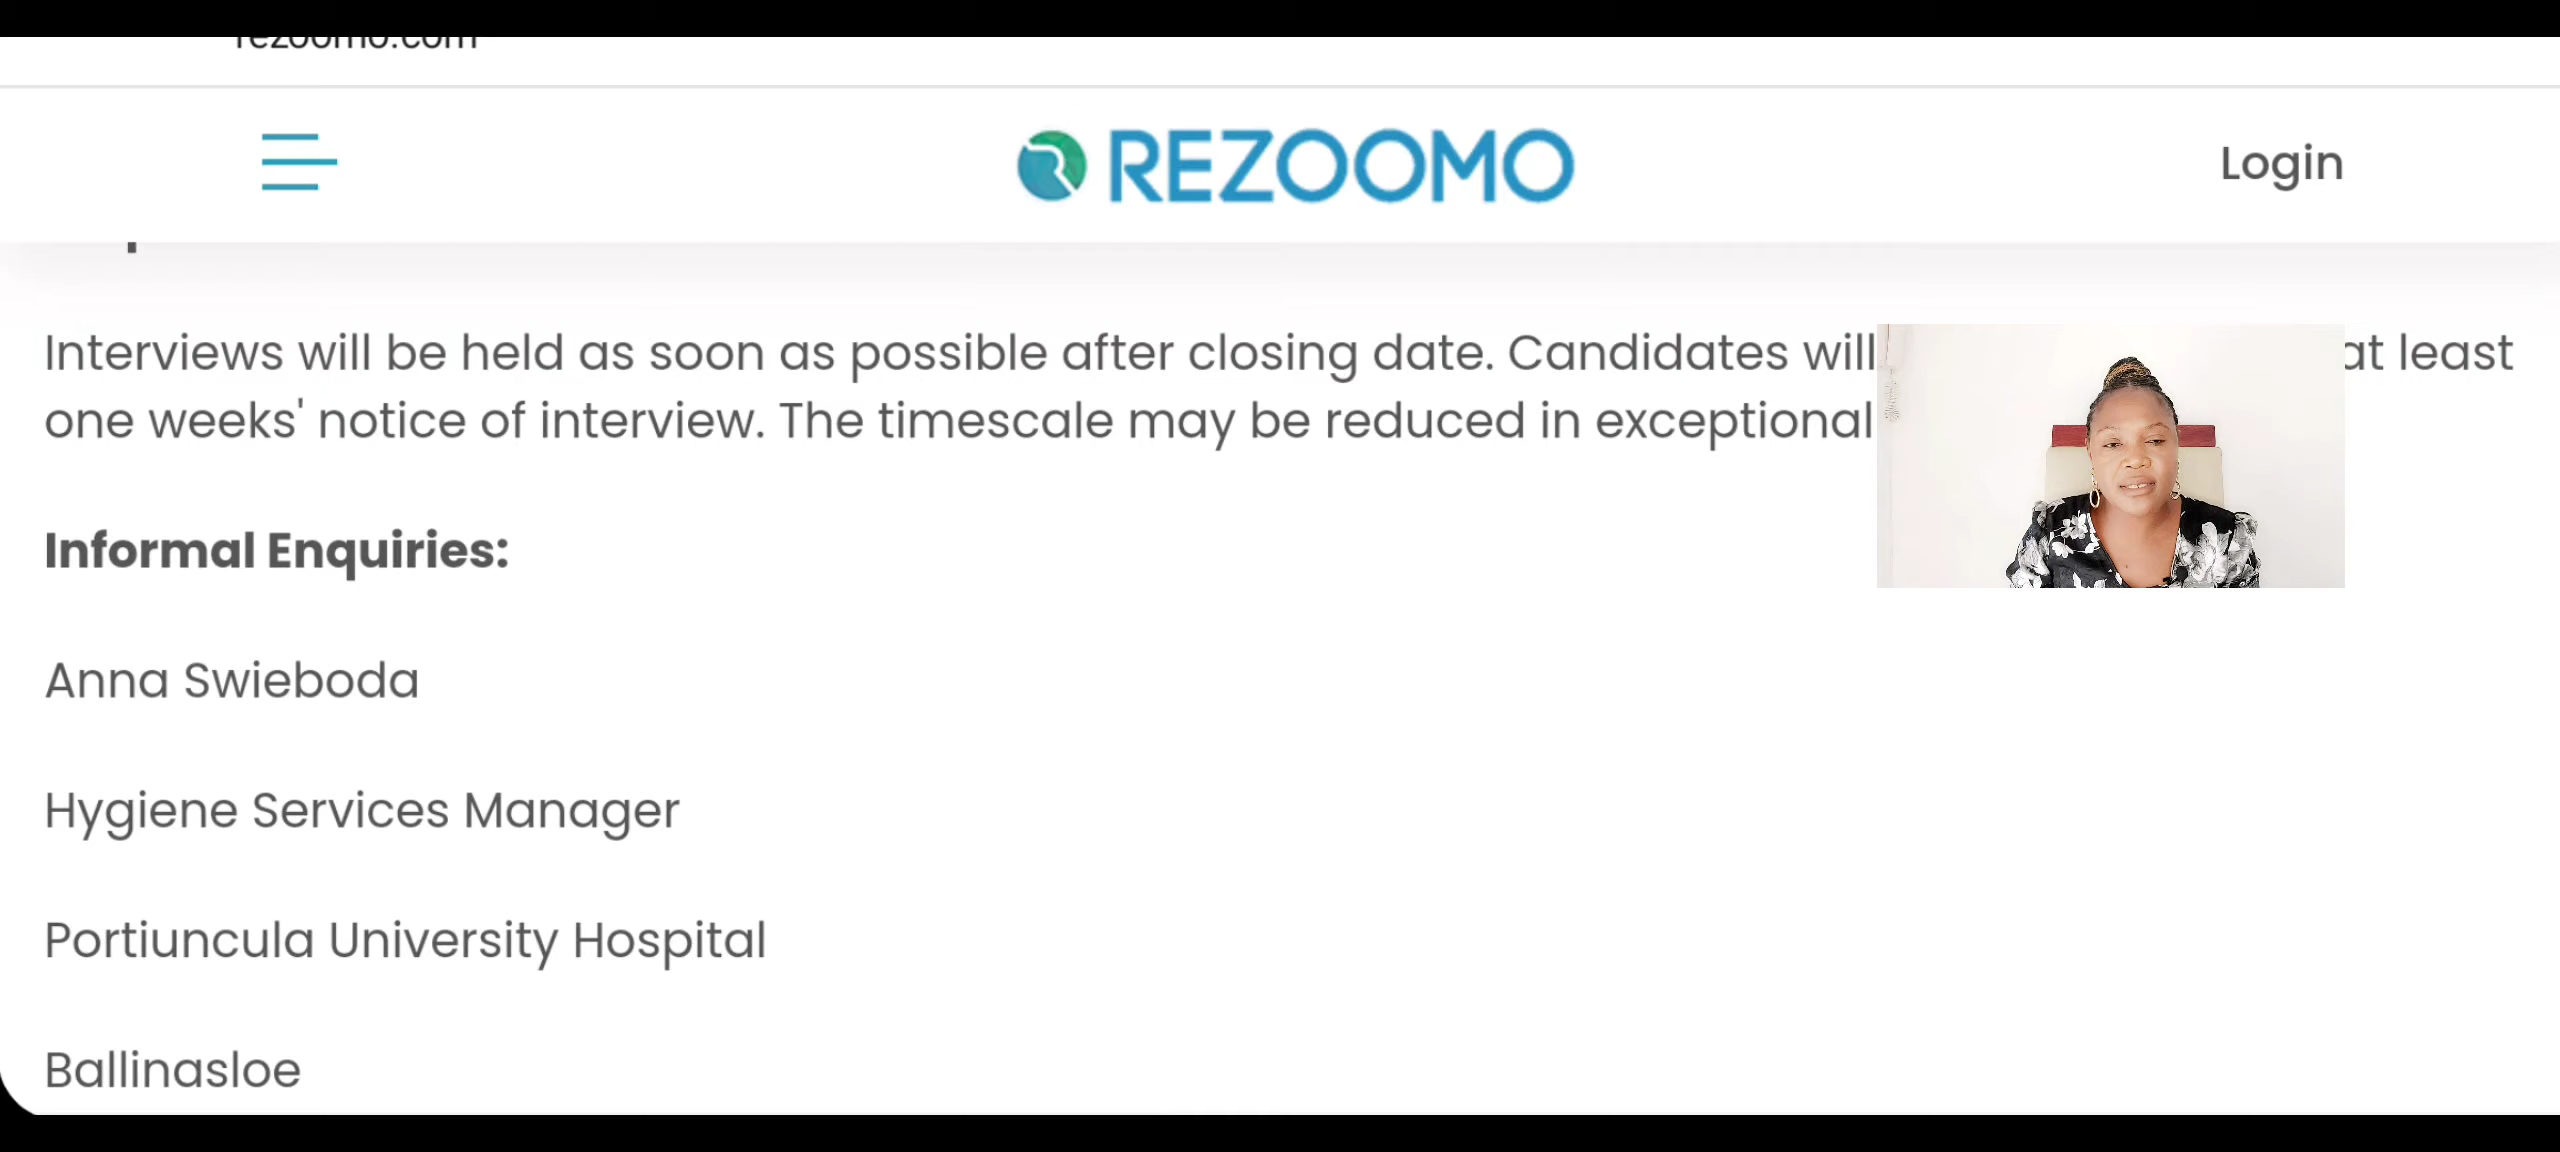 rezoomo.com
REZOOMO
Login
Interviews will be held as soon as possible after closing date. Candidates will at least
one weeks' notice of interview. The timescale may be reduced in exceptional
Informal Enquiries:
Anna Swieboda
Hygiene Services Manager
Portiuncula University Hospital
Ballinasloe